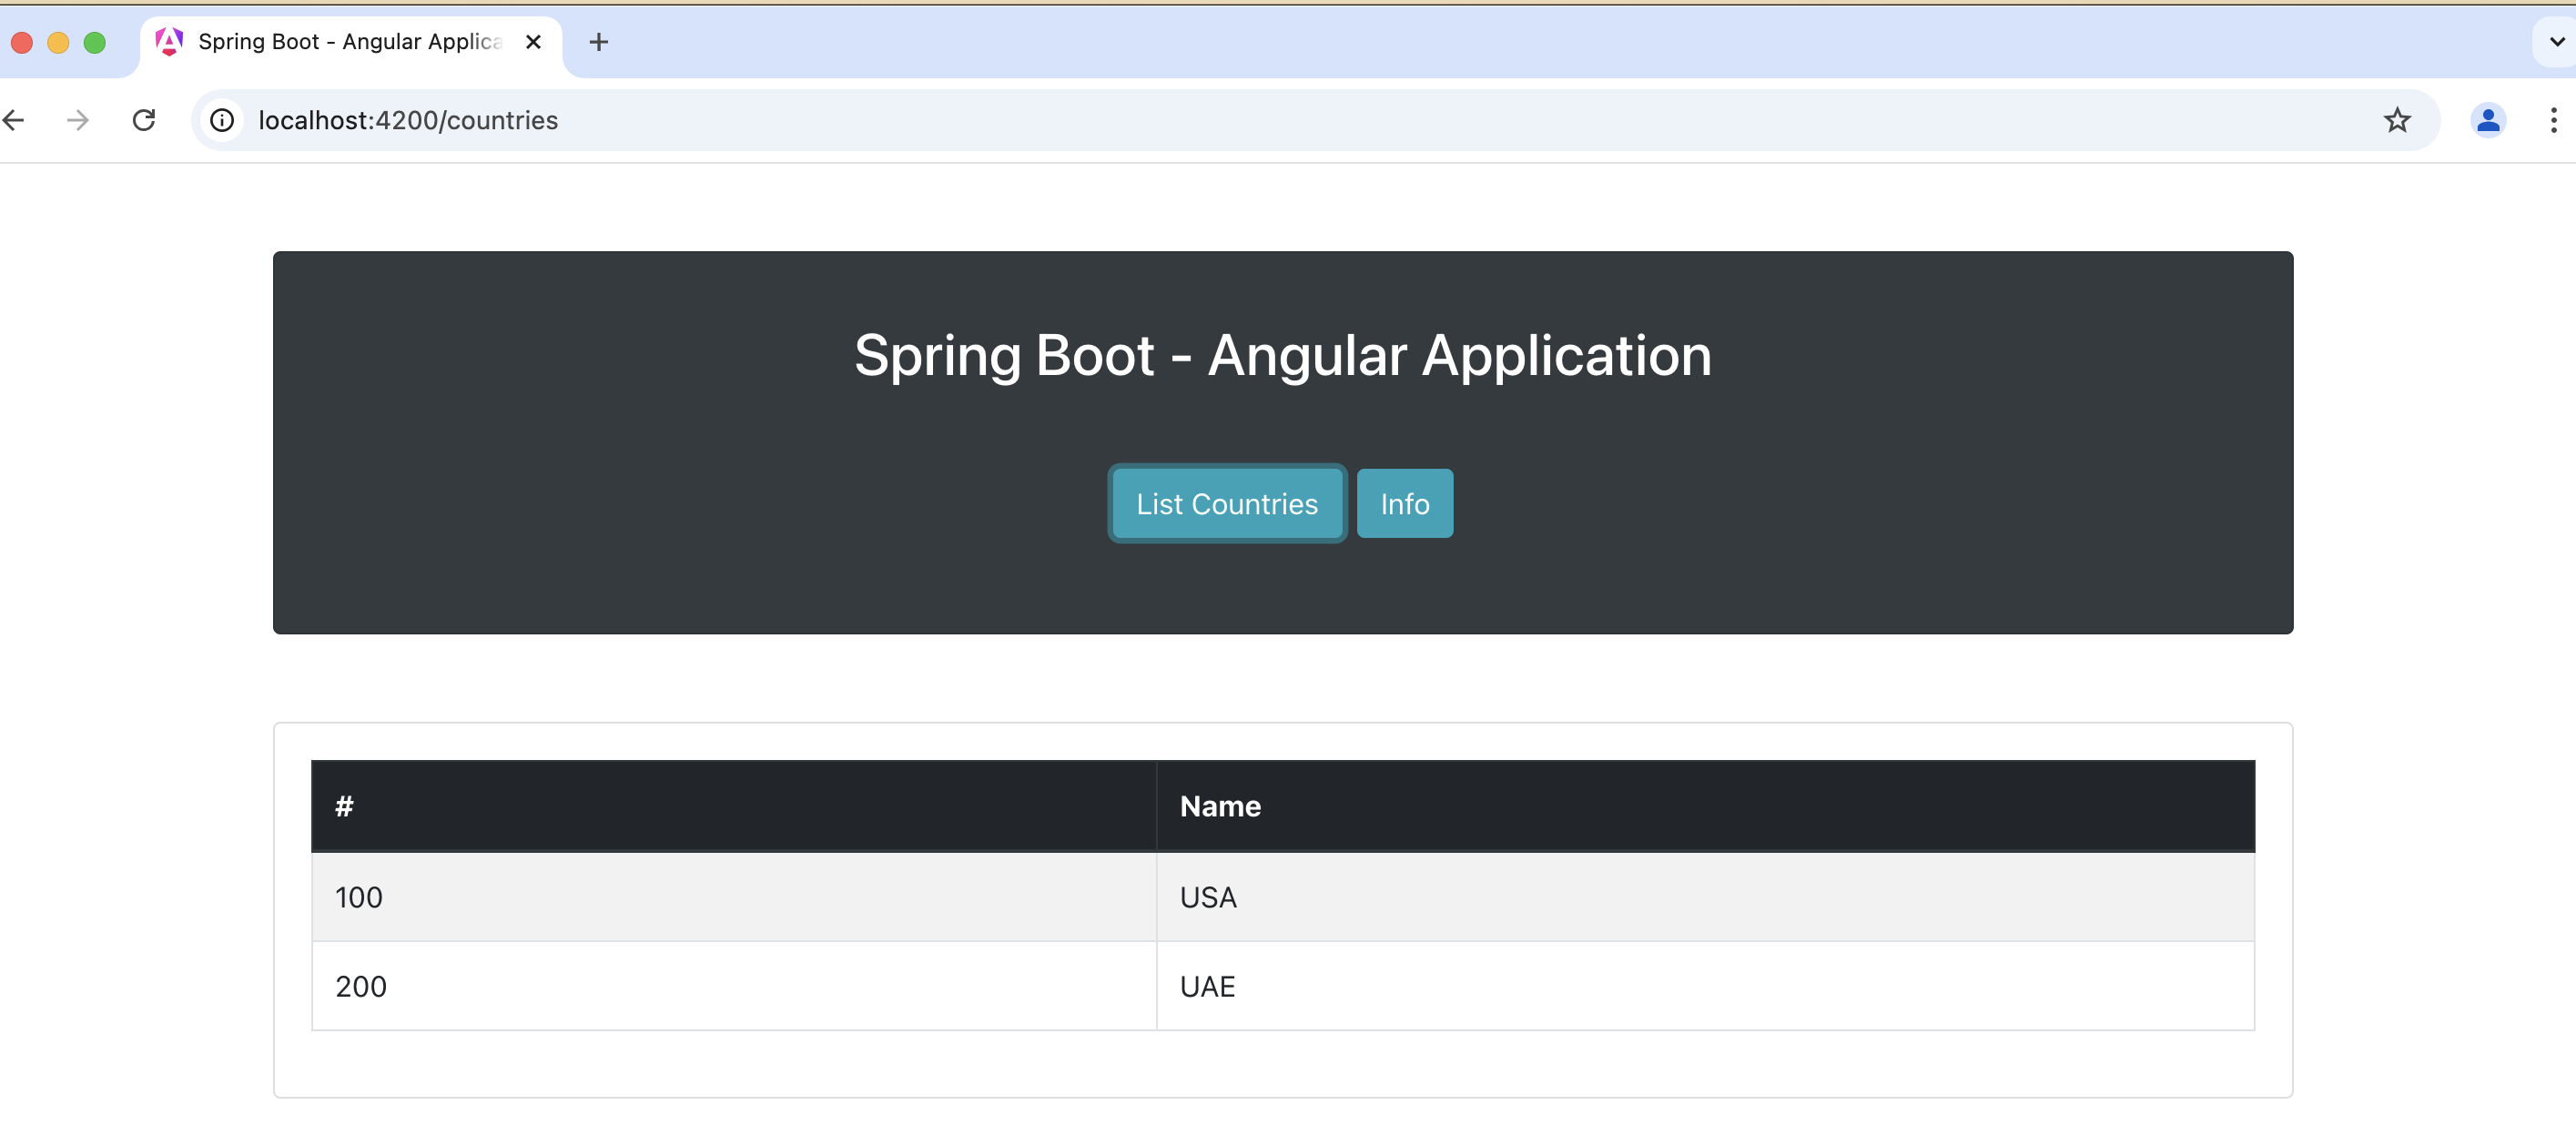 Spring Boot - Angular Applica
localhost:4200/countries
Spring Boot - Angular Application
List Countries Info
# Name
100 USA
200 UAE